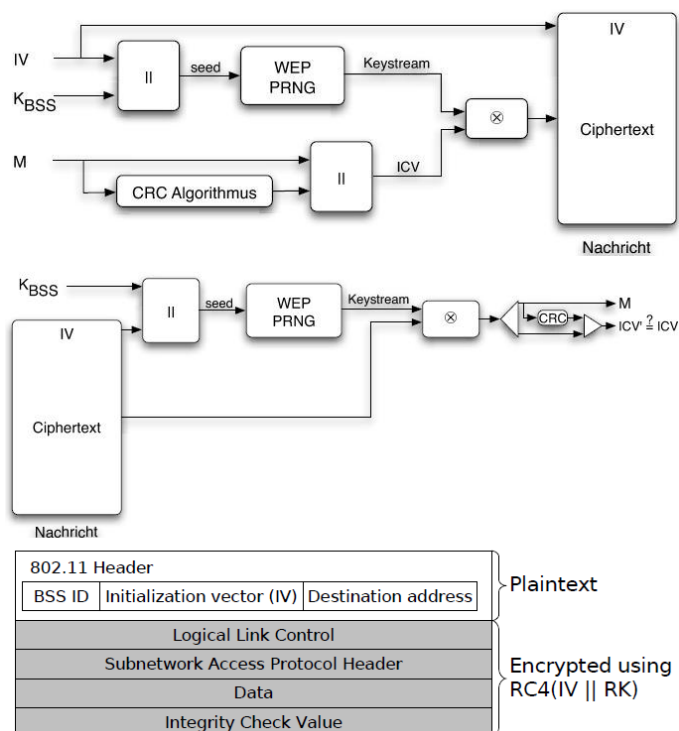 IV
IV
II
seed
WEP
PRNG
Keystream
K_BSS
⊗
Ciphertext
M
CRC Algorithmus
II
ICV
Nachricht
K_BSS
II
seed
WEP
PRNG
Keystream
⊗
M
CRC
ICV' ≟ ICV
IV
Ciphertext
Nachricht
802.11 Header
BSS ID Initialization vector (IV) Destination address
Plaintext
Logical Link Control
Subnetwork Access Protocol Header
Data
Integrity Check Value
Encrypted using
RC4(IV || RK)